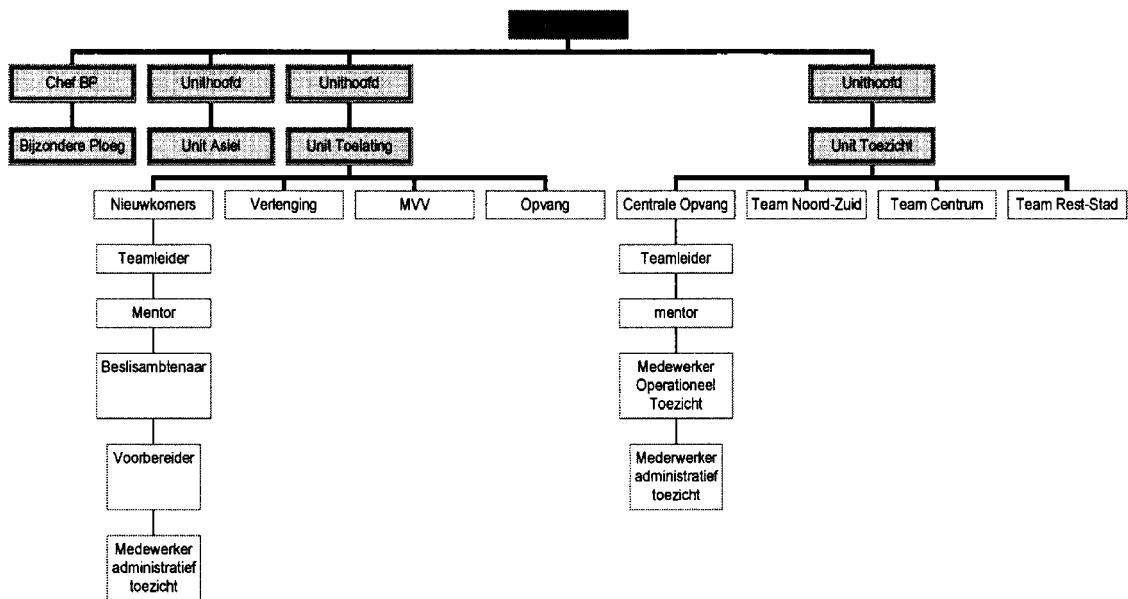 Chef BP
Unithoofd
Unithoofd
Unithoofd
Bijzondere Ploeg
Unit Asiel
Unit Toelating
Unit Toezicht
Nieuwkomers
Verlenging
MVV
Opvang
Centrale Opvang
Team Noord-Zuid
Team Centrum
Team Rest-Stad
Teamleider
Teamleider
Mentor
mentor
Beslisambtenaar
Medewerker
Operationeel
Toezicht
Voorbereider
Mederwerker
administratief
toezicht
Medewerker
administratief
toezicht